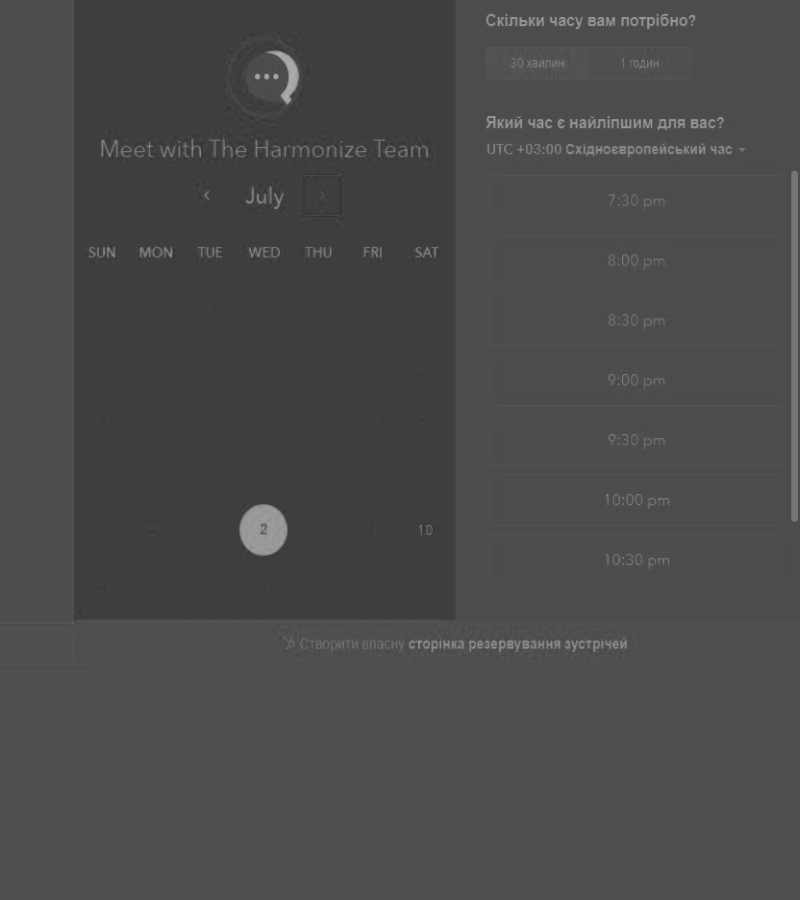 Meet with The Harmonize Team
July
SUN MON TUE WED THU FRI SAT
2
Скільки часу вам потрібно?
30 хвилин 1 годин
Який час є найліпшим для вас?
UTC +03:00 Східноєвропейський час
7:30 pm
8:00 pm
8:30 pm
9:00 pm
9:30 pm
10:00 pm
10:30 pm
Створити власну сторінка резервування зустрічей